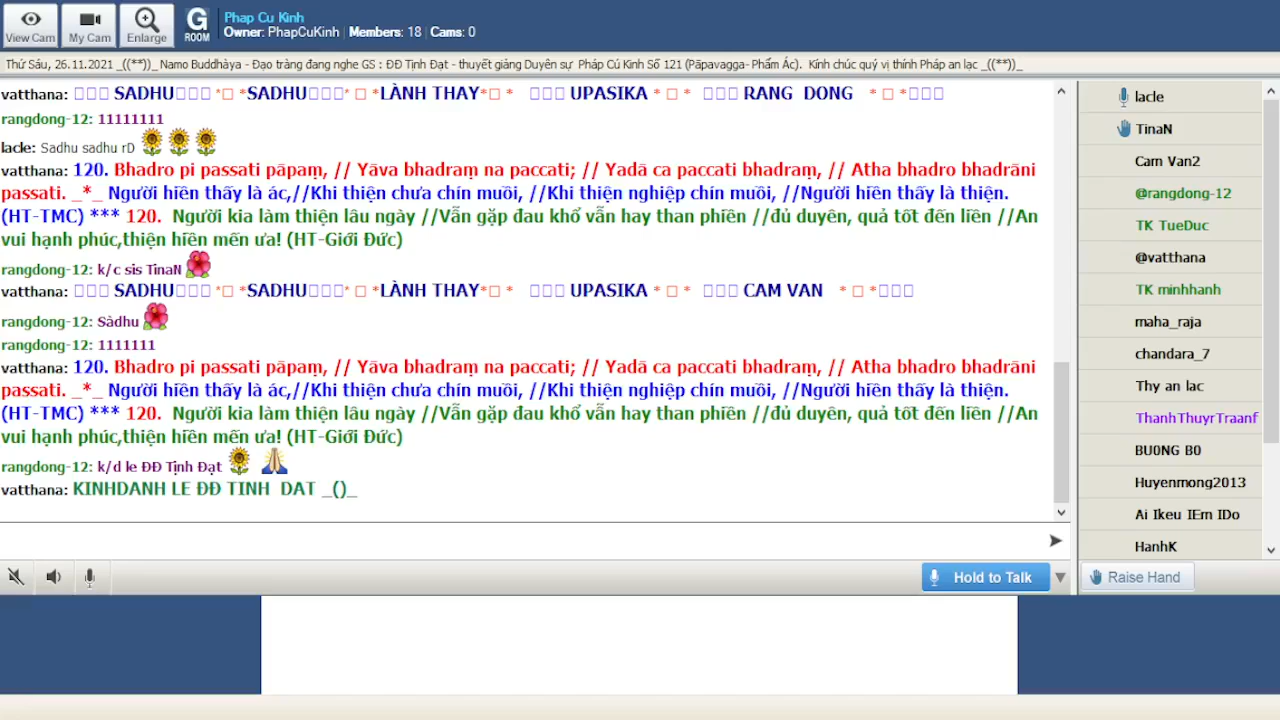 View Cam
My Cam
Enlarge
G
ROOM
Phap Cu Kinh
Owner: PhapCuKinh | Members: 18 | Cams: 0
Thứ Sáu, 26.11.2021 _((**))_ Namo Buddhàya - Đạo tràng đang nghe GS : ĐĐ Tịnh Đạt - thuyết giảng Duyên sự Pháp Cú Kinh Số 121 (Pāpavagga- Phẩm Ác). Kính chúc quý vị thính Pháp an lạc _((**))_
vatthana: □□□ SADHU□□□ *□ *SADHU□□□* □ *LÀNH THAY*□ * □□□ UPASIKA * □ * □□□ RANG DONG * □ *□□□
rangdong-12: 11111111
lacle: Sadhu sadhu rD
vatthana: 120. Bhadro pi passati pāpaṃ, // Yāva bhadraṃ na paccati; // Yadā ca paccati bhadraṃ, // Atha bhadro bhadrāni
passati. _*_ Người hiền thấy là ác,//Khi thiện chưa chín muồi, //Khi thiện nghiệp chín muồi, //Người hiền thấy là thiện.
(HT-TMC) *** 120. Người kia làm thiện lâu ngày //Vẫn gặp đau khổ vẫn hay than phiền //đủ duyên, quả tốt đến liền //An
vui hạnh phúc,thiện hiền mến ưa! (HT-Giới Đức)
rangdong-12: k/c sis TinaN
vatthana: □□□ SADHU□□□ *□ *SADHU□□□* □ *LÀNH THAY*□ * □□□ UPASIKA * □ * □□□ CAM VAN * □ *□□□
rangdong-12: Sàdhu
rangdong-12: 1111111
vatthana: 120. Bhadro pi passati pāpaṃ, // Yāva bhadraṃ na paccati; // Yadā ca paccati bhadraṃ, // Atha bhadro bhadrāni
passati. _*_ Người hiền thấy là ác,//Khi thiện chưa chín muồi, //Khi thiện nghiệp chín muồi, //Người hiền thấy là thiện.
(HT-TMC) *** 120. Người kia làm thiện lâu ngày //Vẫn gặp đau khổ vẫn hay than phiền //đủ duyên, quả tốt đến liền //An
vui hạnh phúc,thiện hiền mến ưa! (HT-Giới Đức)
rangdong-12: k/d le ĐĐ Tịnh Đạt
vatthana: KINHDANH LE ĐĐ TINH DAT _()_
Hold to Talk
lacle
TinaN
Cam Van2
@rangdong-12
TK TueDuc
@vatthana
TK minhhanh
maha_raja
chandara_7
Thy an lac
ThanhThuyrTraanf
BU0NG B0
Huyenmong2013
Ai Ikeu IEm IDo
HanhK
Raise Hand